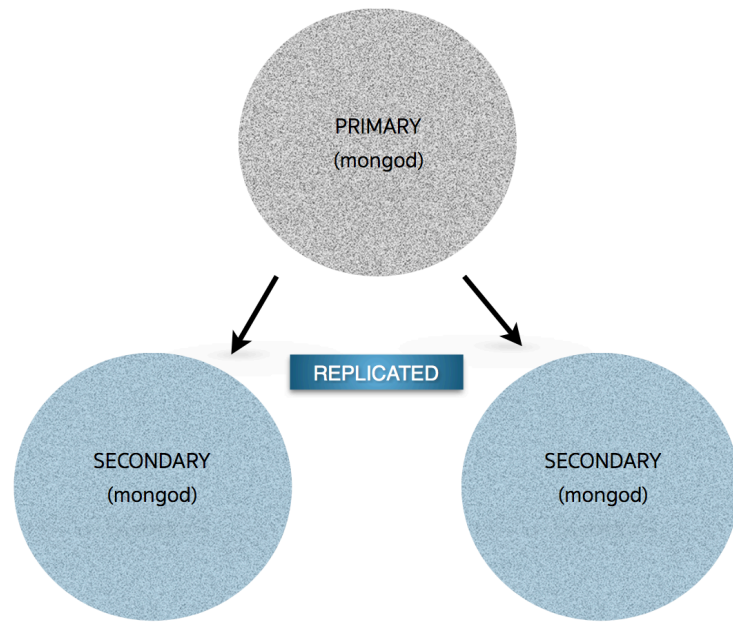 PRIMARY
(mongod)
REPLICATED
SECONDARY
(mongod)
SECONDARY
(mongod)